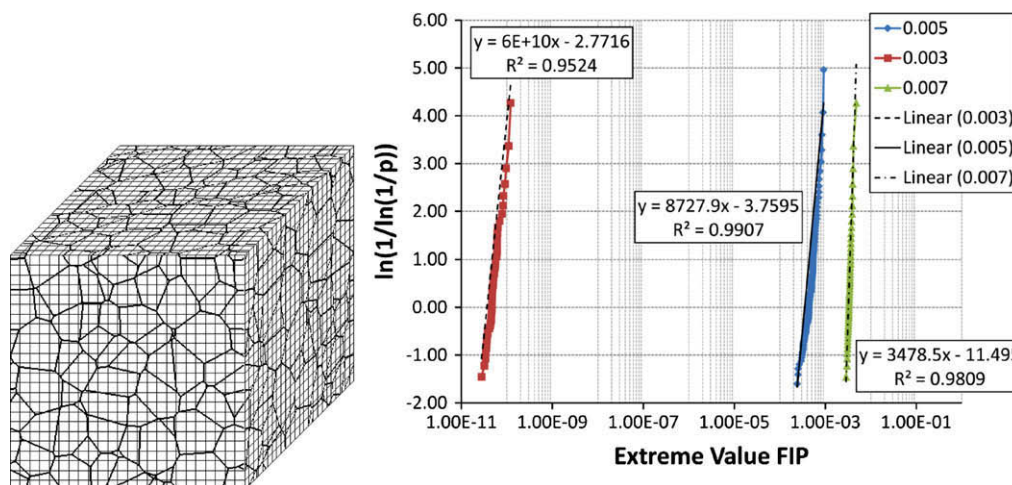 6.00
5.00
4.00
3.00
2.00
1.00
0.00
-1.00
-2.00
ln(1/ln(1/p))
y = 6E+10x - 2.7716
R² = 0.9524
y = 8727.9x - 3.7595
R² = 0.9907
y = 3478.5x - 11.49
R² = 0.9809
0.005
0.003
0.007
Linear (0.003)
Linear (0.005)
Linear (0.007)
1.00E-11 1.00E-09 1.00E-07 1.00E-05 1.00E-03 1.00E-01
Extreme Value FIP